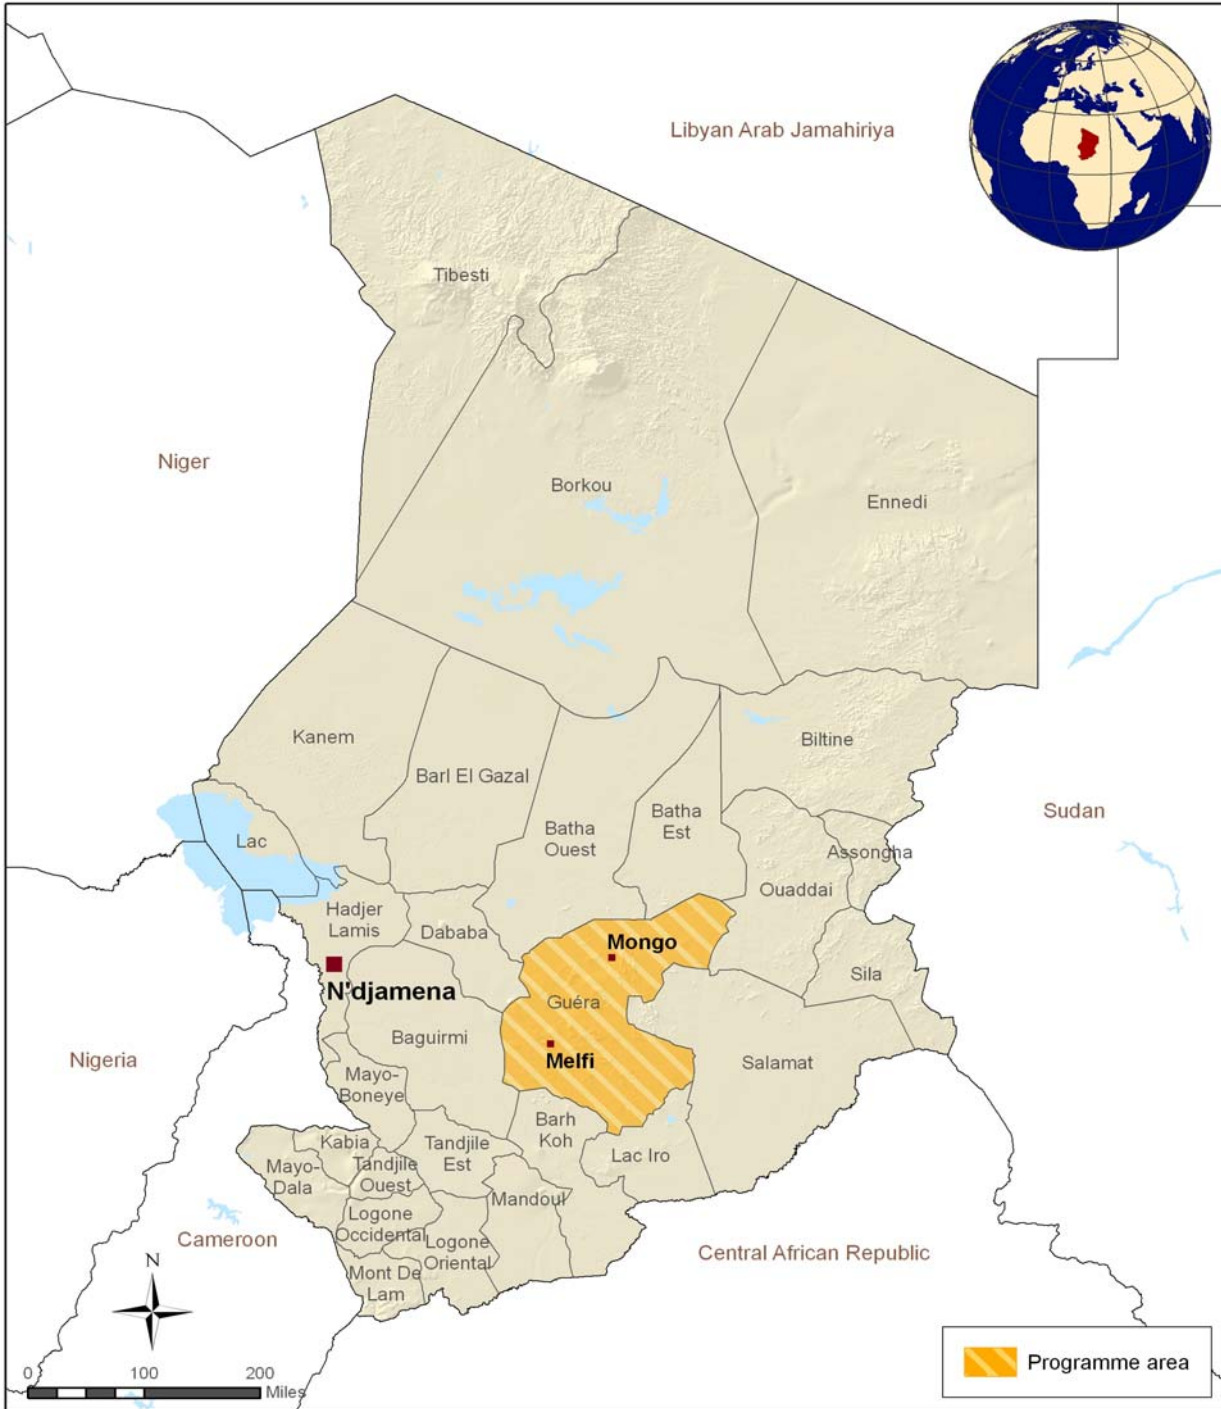 Libyan Arab Jamahiriya
Tibesti
Niger
Borkou
Ennedi
Kanem
Biltine
Barl El Gazal
Batha
Est
Sudan
Batha
Ouest
Lac
Assongha
Ouaddai
Hadjer
Lamis
Dababa
Mongo
Sila
N'djamena
Guéra
Baguirmi
Nigeria
Melfi
Salamat
Mayo-
Boneye
Barh
Koh
Kabia
Tandjile
Est
Lac Iro
Mayo-
Dala
Tandjile
Ouest
Mandoul
Logone
Occidental
Cameroon
Logone
Oriental
Central African Republic
N
Mont De
Lam
Programme area
0 100 200
Miles